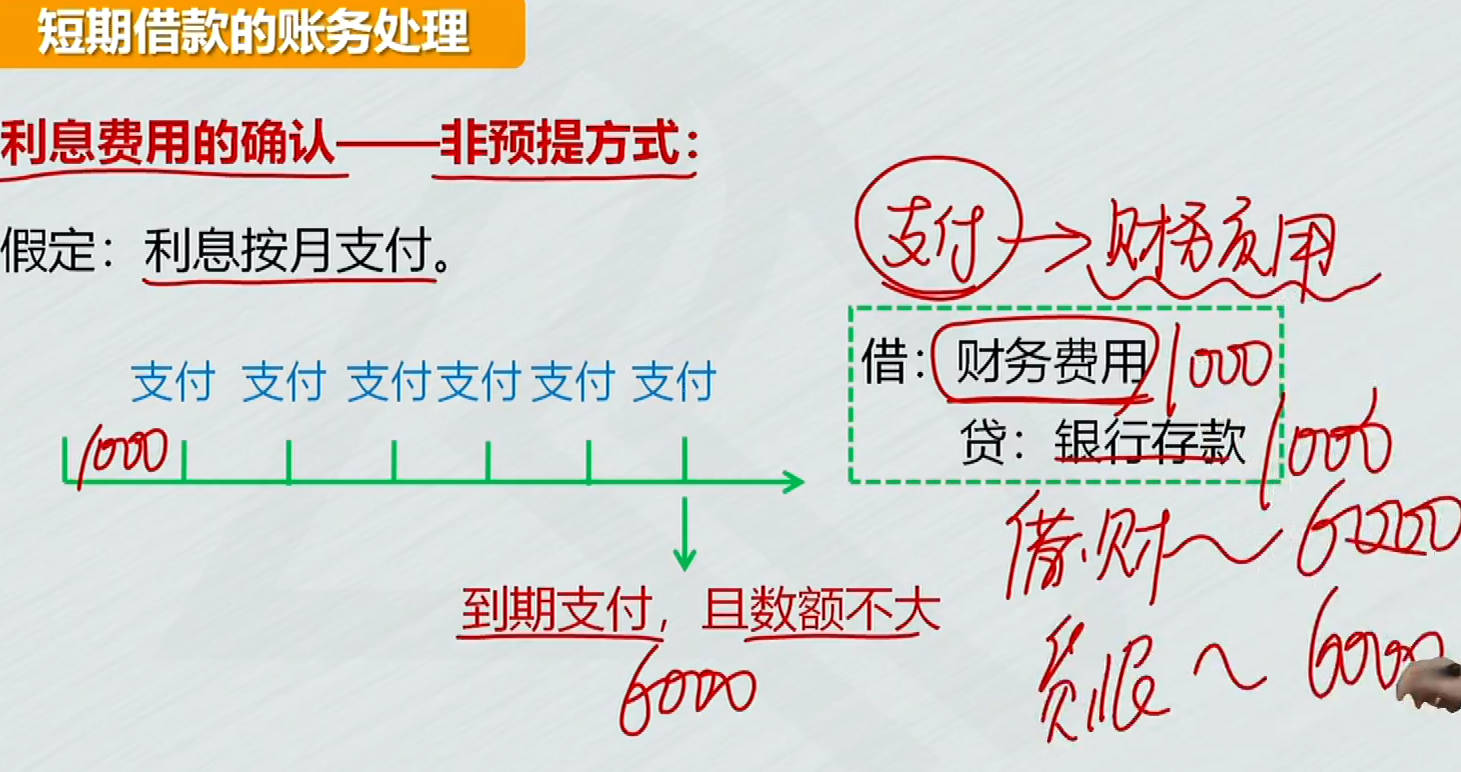 短期借款的账务处理
利息费用的确认——非预提方式：
假定：利息按月支付。
支付→财务费用
支付 支付 支付 支付 支付 支付
1000
借：财务费用 1000
贷：银行存款 1000
借：财～6000
贷：银～6000
到期支付，且数额不大
6000